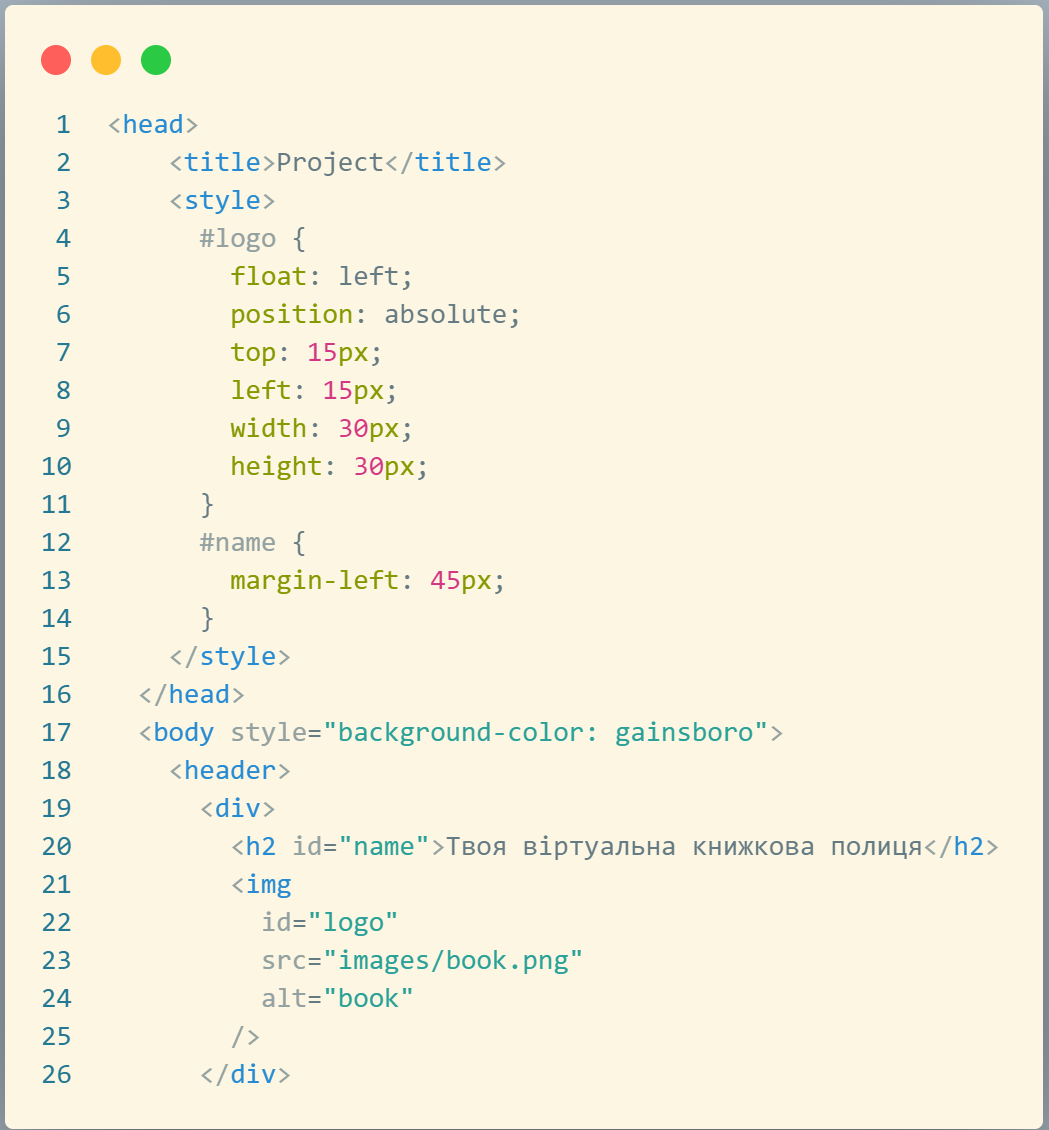 1 <head>
2 <title>Project</title>
3 <style>
4 #logo {
5 float: left;
6 position: absolute;
7 top: 15px;
8 left: 15px;
9 width: 30px;
10 height: 30px;
11 }
12 #name {
13 margin-left: 45px;
14 }
15 </style>
16 </head>
17 <body style="background-color: gainsboro">
18 <header>
19 <div>
20 <h2 id="name">Твоя віртуальна книжкова полиця</h2>
21 <img
22 id="logo"
23 src="images/book.png"
24 alt="book"
25 />
26 </div>